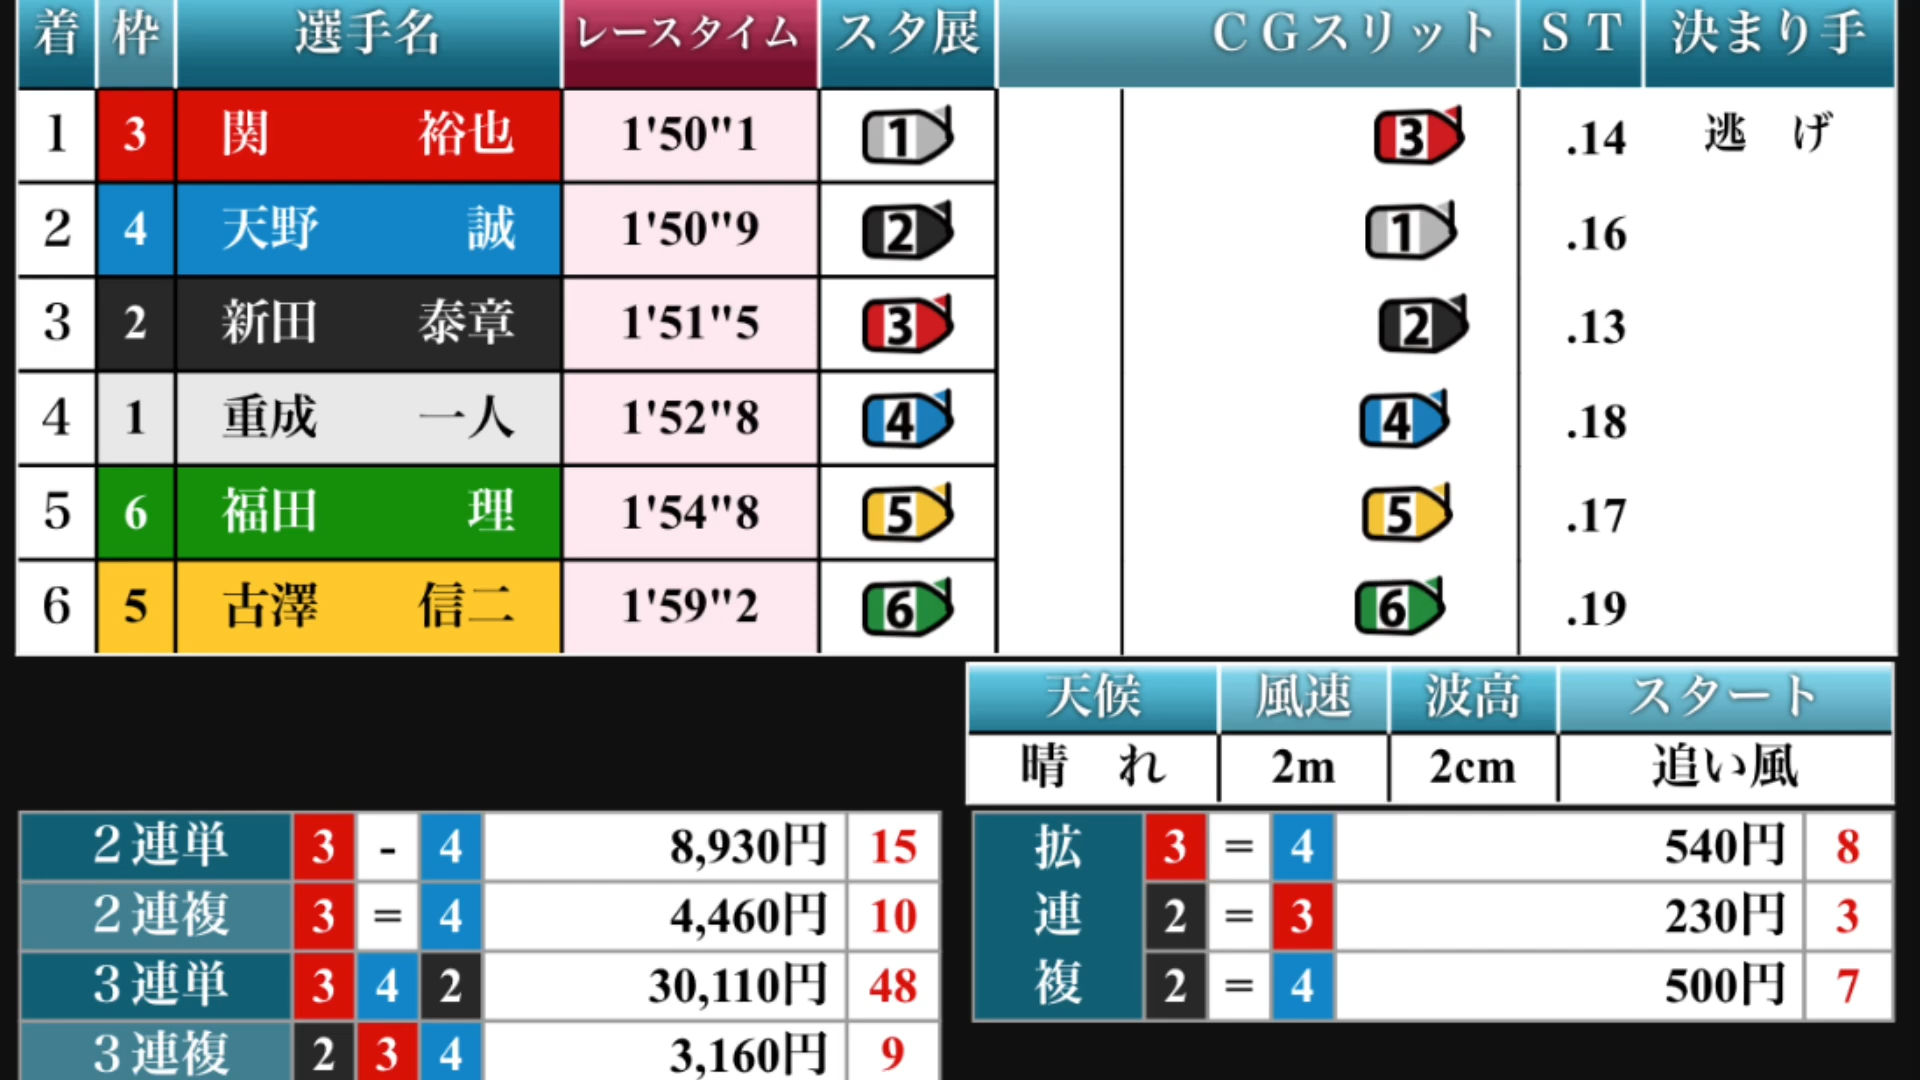 着 枠 選手名 レースタイム スタ展 ＣＧスリット ＳＴ 決まり手
1 3 関 裕也 1'50"1 1 3 .14 逃 げ
2 4 天野 誠 1'50"9 2 1 .16
3 2 新田 泰章 1'51"5 3 2 .13
4 1 重成 一人 1'52"8 4 4 .18
5 6 福田 理 1'54"8 5 5 .17
6 5 古澤 信二 1'59"2 6 6 .19
天候 風速 波高 スタート
晴 れ 2m 2cm 追い風
２連単 3 - 4 8,930円 15
２連複 3 = 4 4,460円 10
３連単 3 4 2 30,110円 48
３連複 2 3 4 3,160円 9
拡 3 = 4 540円 8
連 2 = 3 230円 3
複 2 = 4 500円 7